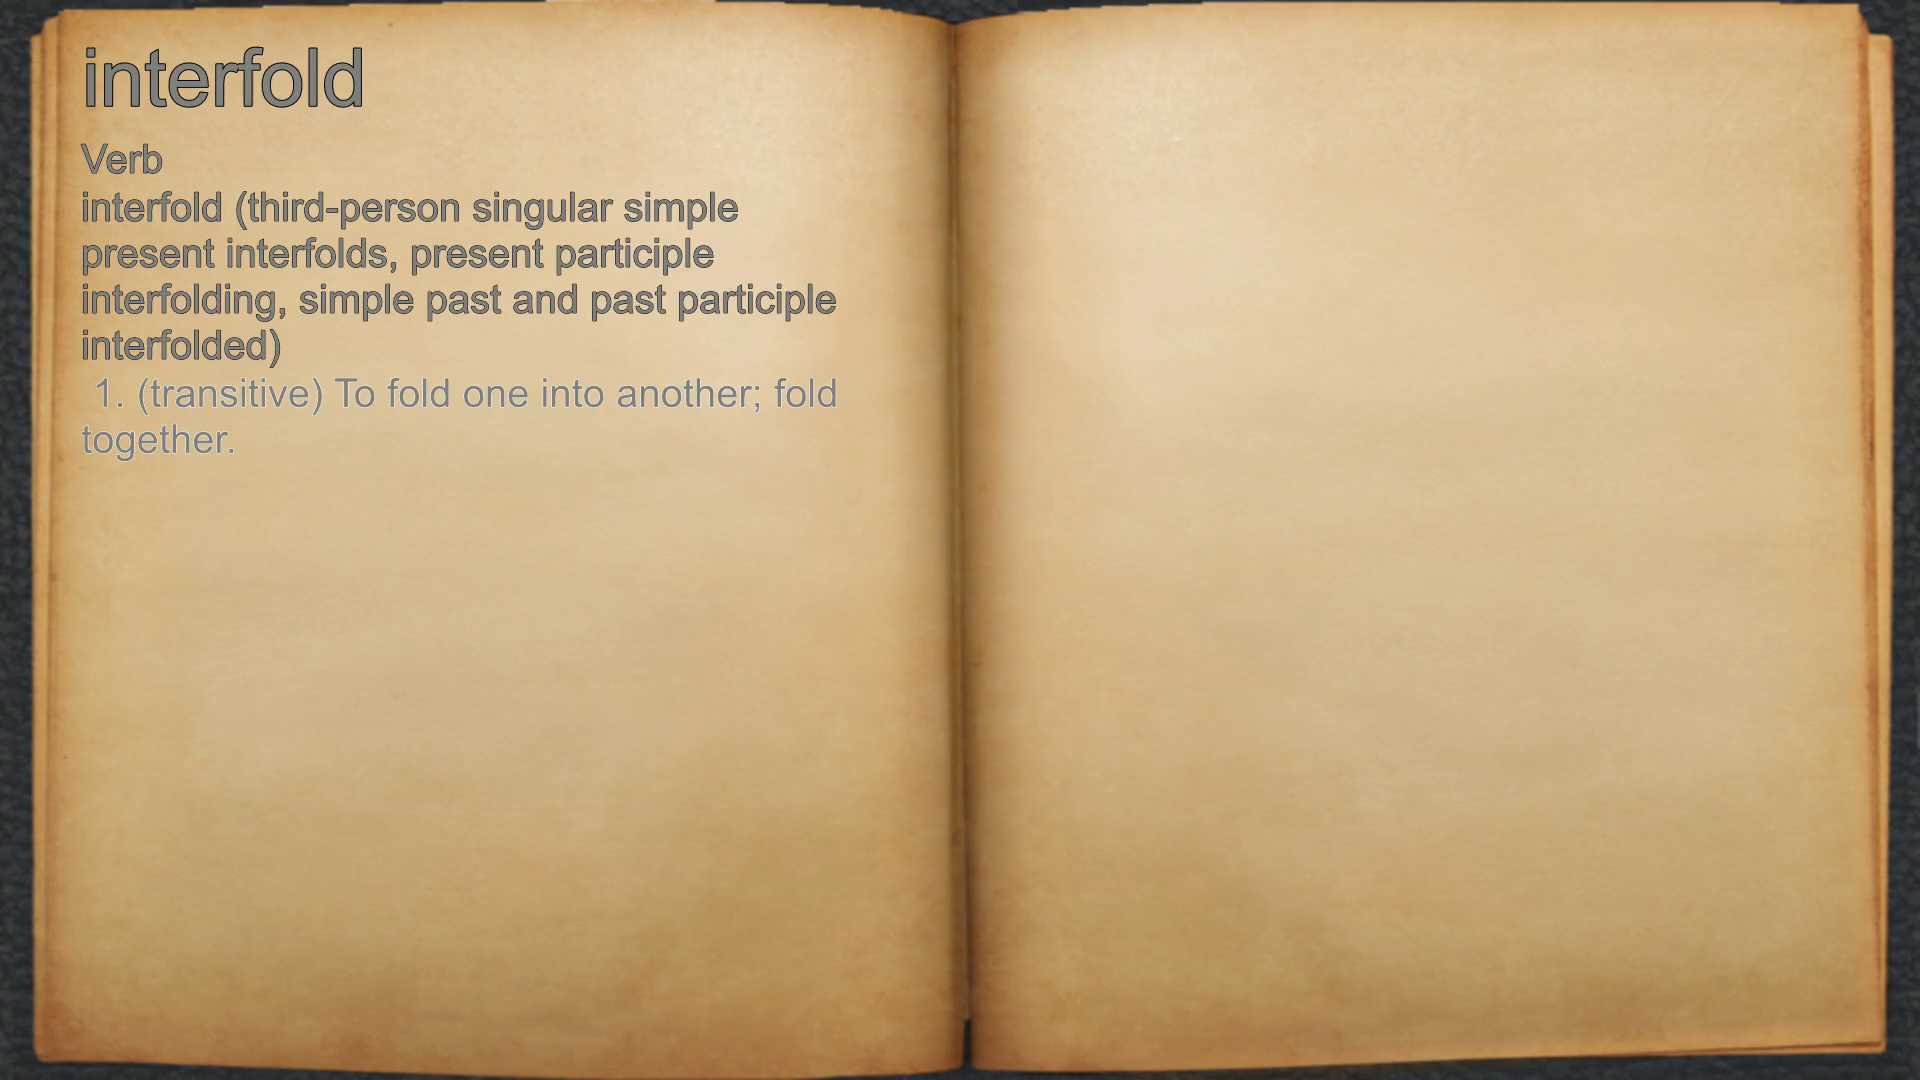 interfold
Verb
interfold (third-person singular simple
present interfolds, present participle
interfolding, simple past and past participle
interfolded)
1. (transitive) To fold one into another; fold
together.